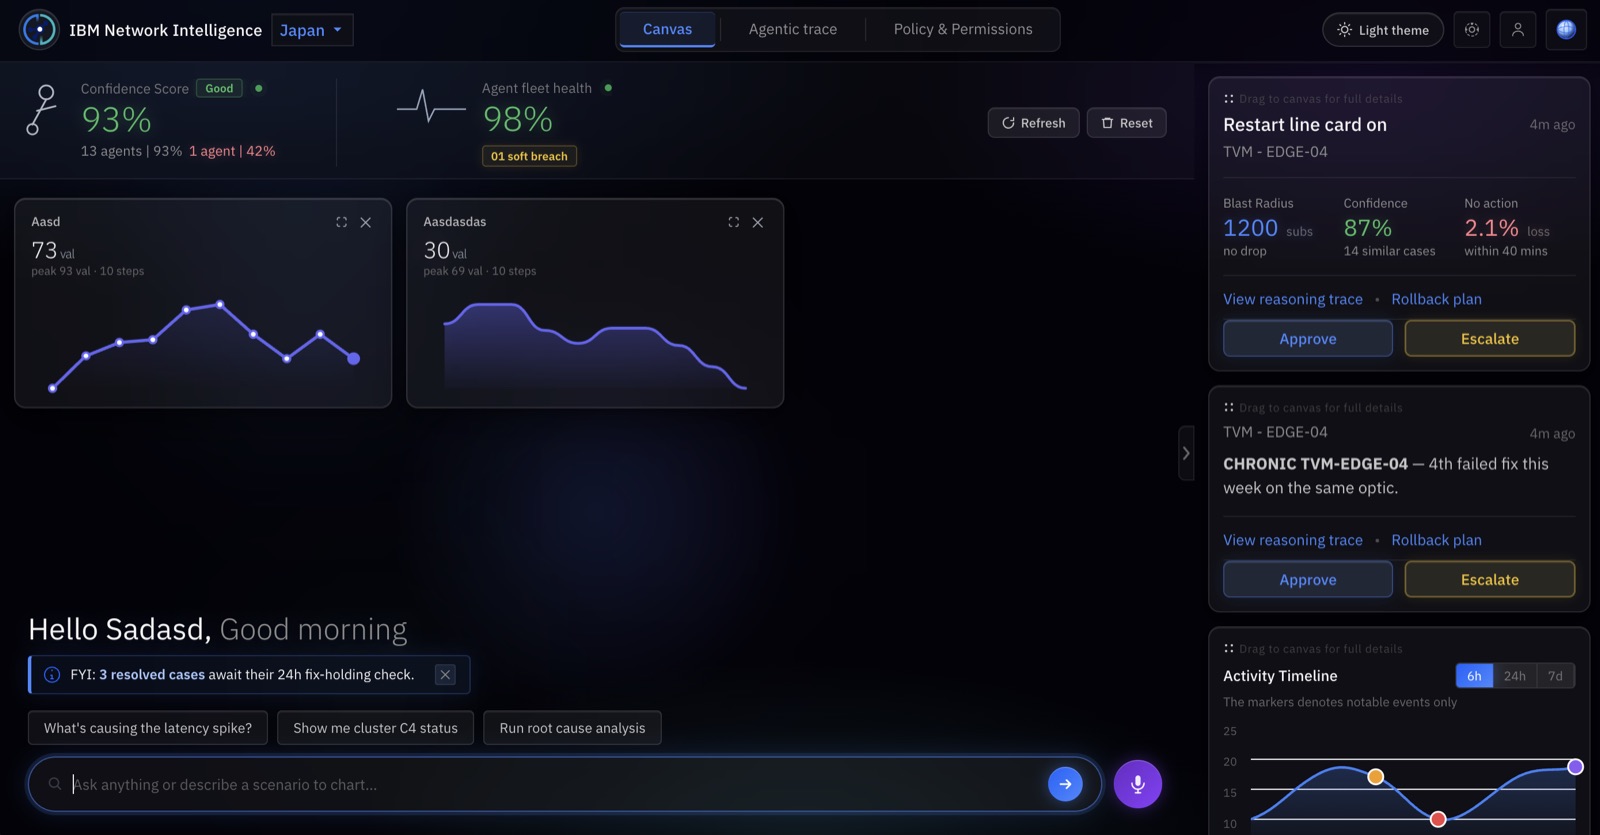 IBM Network Intelligence
Japan
Canvas
Agentic trace
Policy & Permissions
Light theme
Confidence Score
Good
93%
13 agents | 93% 1 agent | 42%
Agent fleet health
98%
01 soft breach
Refresh
Reset
Aasd
73 val
peak 93 val · 10 steps
Aasdasdas
30 val
peak 69 val · 10 steps
Hello Sadasd, Good morning
FYI: 3 resolved cases await their 24h fix-holding check.
What's causing the latency spike?
Show me cluster C4 status
Run root cause analysis
Ask anything or describe a scenario to chart...
Drag to canvas for full details
Restart line card on
4m ago
TVM - EDGE-04
Blast Radius
1200 subs
no drop
Confidence
87%
14 similar cases
No action
2.1% loss
within 40 mins
View reasoning trace • Rollback plan
Approve
Escalate
Drag to canvas for full details
TVM - EDGE-04
4m ago
CHRONIC TVM-EDGE-04 — 4th failed fix this
week on the same optic.
View reasoning trace • Rollback plan
Approve
Escalate
Drag to canvas for full details
Activity Timeline
6h
24h
7d
The markers denotes notable events only
25
20
15
10